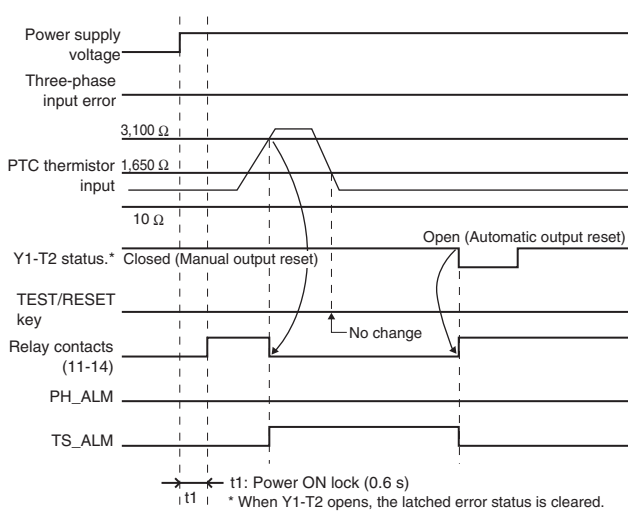 Power supply
voltage
Three-phase
input error
3,100 Ω
PTC thermistor
input
1,650 Ω
10 Ω
Open (Automatic output reset)
Y1-T2 status.* Closed (Manual output reset)
TEST/RESET
key
No change
Relay contacts
(11-14)
PH_ALM
TS_ALM
t1
t1: Power ON lock (0.6 s)
* When Y1-T2 opens, the latched error status is cleared.